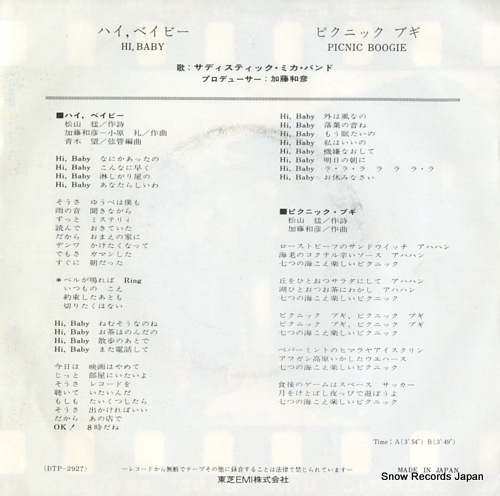 ハイ, ベイビー
HI, BABY
ピクニック ブギ
PICNIC BOOGIE
歌：サディスティック・ミカ・バンド
プロデューサー：加藤和彦
■ハイ, ベイビー
松山 猛／作詩
加藤和彦－小原 礼／作曲
青木 望／弦管編曲
Hi, Baby なにかあったの
Hi, Baby こんなに早く
Hi, Baby 淋しがり屋の
Hi, Baby あなたらしいわ
そうさ ゆうべは僕も
雨の音 聞きながら
ずっと ミステリィ
読んで おきていた
だから おまえの家に
デンワ かけたくなって
でもさ ガマンした
すぐに 朝だった
＊ベルが鳴れば Ring
いつもの こえ
約束したあとも
切りたくはない
Hi, Baby ねむそうなのね
Hi, Baby お茶はのんだの
Hi, Baby 散歩のあとで
Hi, Baby また電話して
今日は 映画はやめて
じっと 部屋にいたいよ
そうさ レコードを
聴いて いたいんだ
もしも たいくつしたら
そうさ 出かければいい
だから あの店で
OK！ 8時だね
Hi, Baby 外は風なの
Hi, Baby 落葉の音ね
Hi, Baby もう眠たいの
Hi, Baby 私はいいの
Hi, Baby 機嫌なおして
Hi, Baby 明日の朝に
Hi, Baby ラ・ラ・ラ ラ ラ ラ・ラ
Hi, Baby お休みなさい
■ピクニック・ブギ
松山 猛／作詩
加藤和彦／作曲
ローストビーフのサンドウイッチ アハハン
海老のコクテル辛いソース アハハン
七つの海こえ楽しいピクニック
丘をひとおつサラダにして アハハン
湖ひとおつお茶にわかし アハハン
七つの海こえ楽しいピクニック
ピクニック ブギ, ピクニック ブギ
ピクニック ブギ, ピクニック ブギ
七つの海こえ楽しいピクニック
ペパーミントのヒマラヤアイスクリン
アフガン高原いかしたウエハース
七つの海こえ楽しいピクニック
食後のゲームはスペース サッカー
月をけとばし夜っぴで遊ぼうよ
七つの海こえ楽しいピクニック
Time：A(3′54″) B(3′49″)
(DTP-2927)
―レコードから無断でテープその他に録音することは法律で禁じられています―
MADE IN JAPAN
東芝EMI株式会社
Snow Records Japan